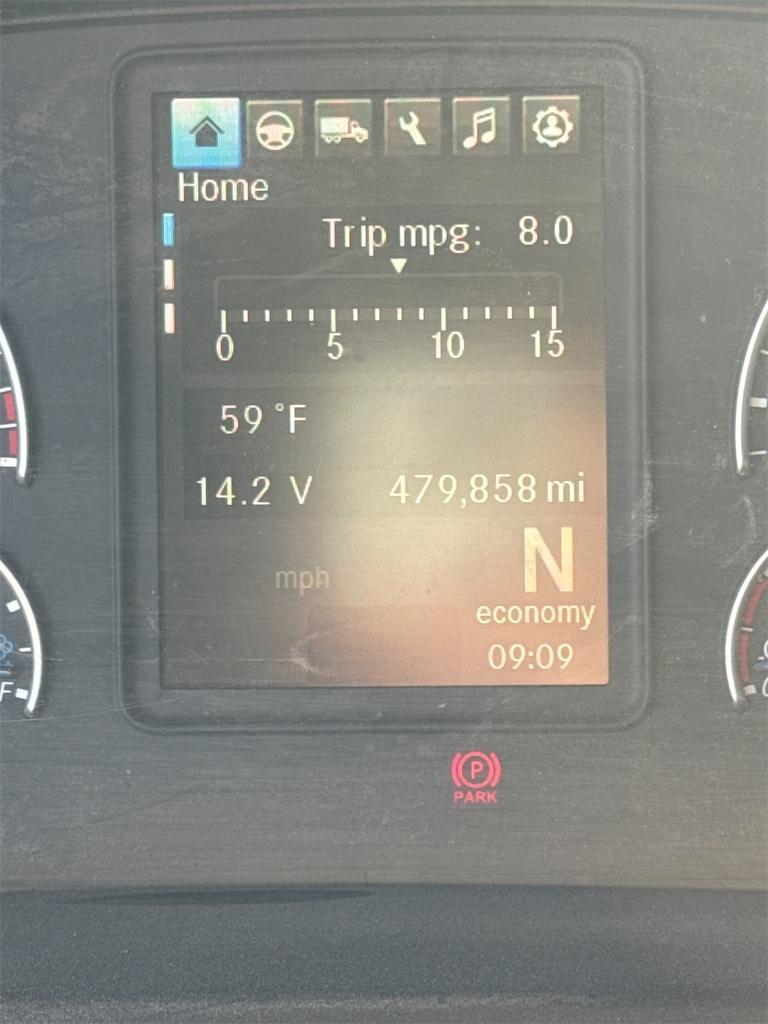 Home
Trip mpg: 8.0
0 5 10 15
59 °F
14.2 V 479,858 mi
mph
N
economy
09:09
F
P
PARK